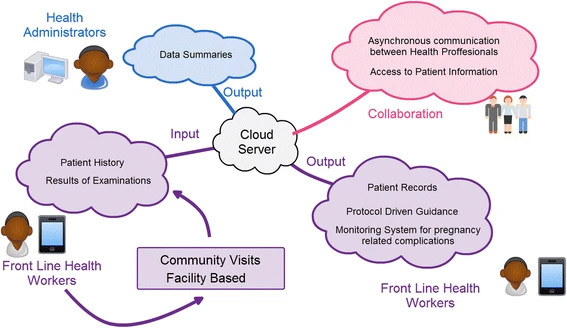 Health
Administrators
Data Summaries
Output
Asynchronous communication
between Health Proffesionals
Access to Patient Information
Collaboration
Input
Cloud
Server
Output
Patient History
Results of Examinations
Patient Records
Protocol Driven Guidance
Monitoring System for pregnancy
related complications
Front Line Health
Workers
Community Visits
Facility Based
Front Line Health
Workers